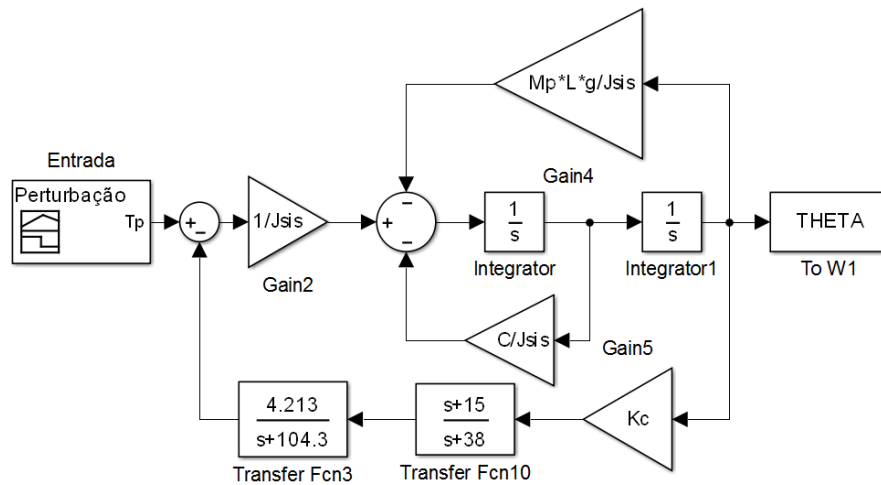 Mp*L*g/Jsis
Entrada
Perturbação
Tp
+
−
1/Jsis
Gain2
−
+
−
Gain4
1
s
Integrator
1
s
Integrator1
THETA
To W1
C/Jsis
Gain5
4.213
s+104.3
Transfer Fcn3
s+15
s+38
Transfer Fcn10
Kc